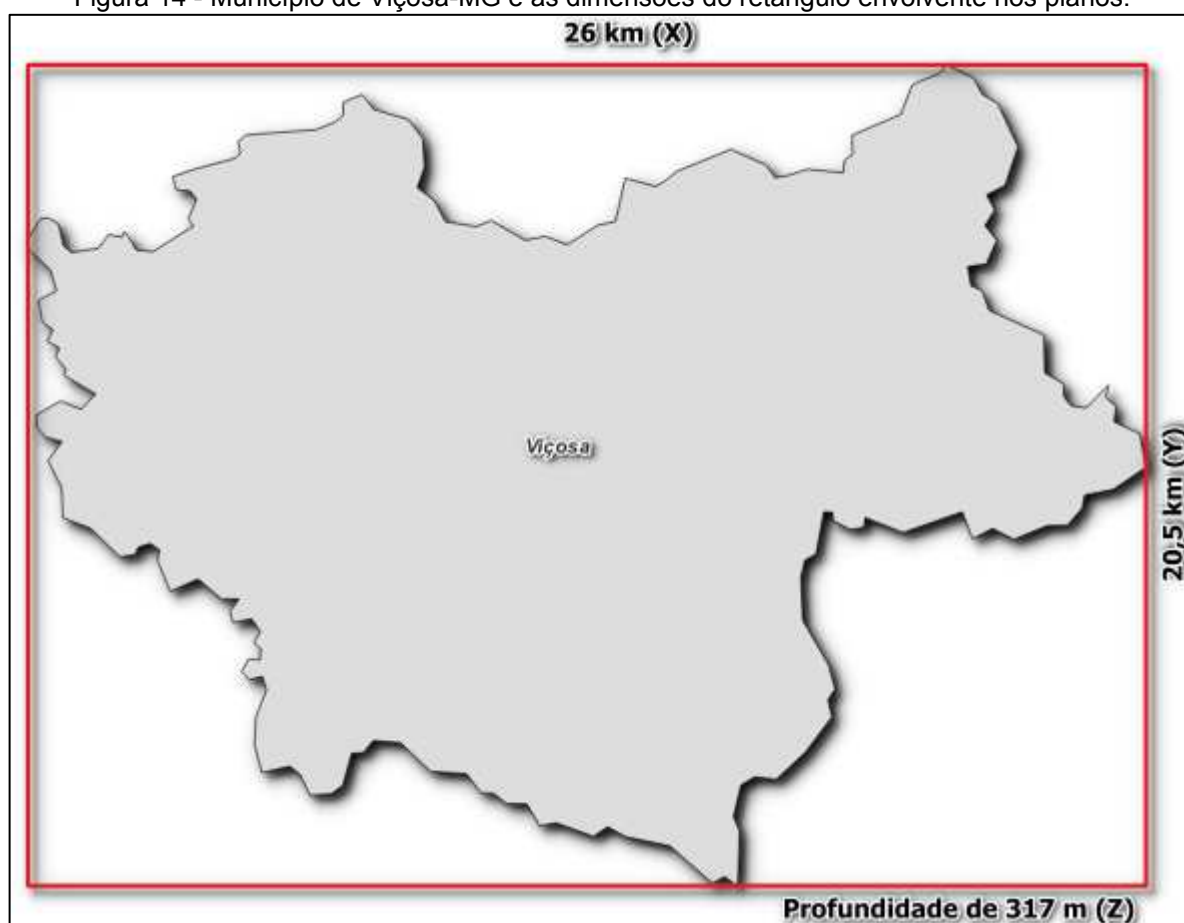 Figura 14 - Município de Viçosa-MG e as dimensões do retângulo envolvente nos planos.
26 km (X)
Viçosa
20,5 km (Y)
Profundidade de 317 m (Z)